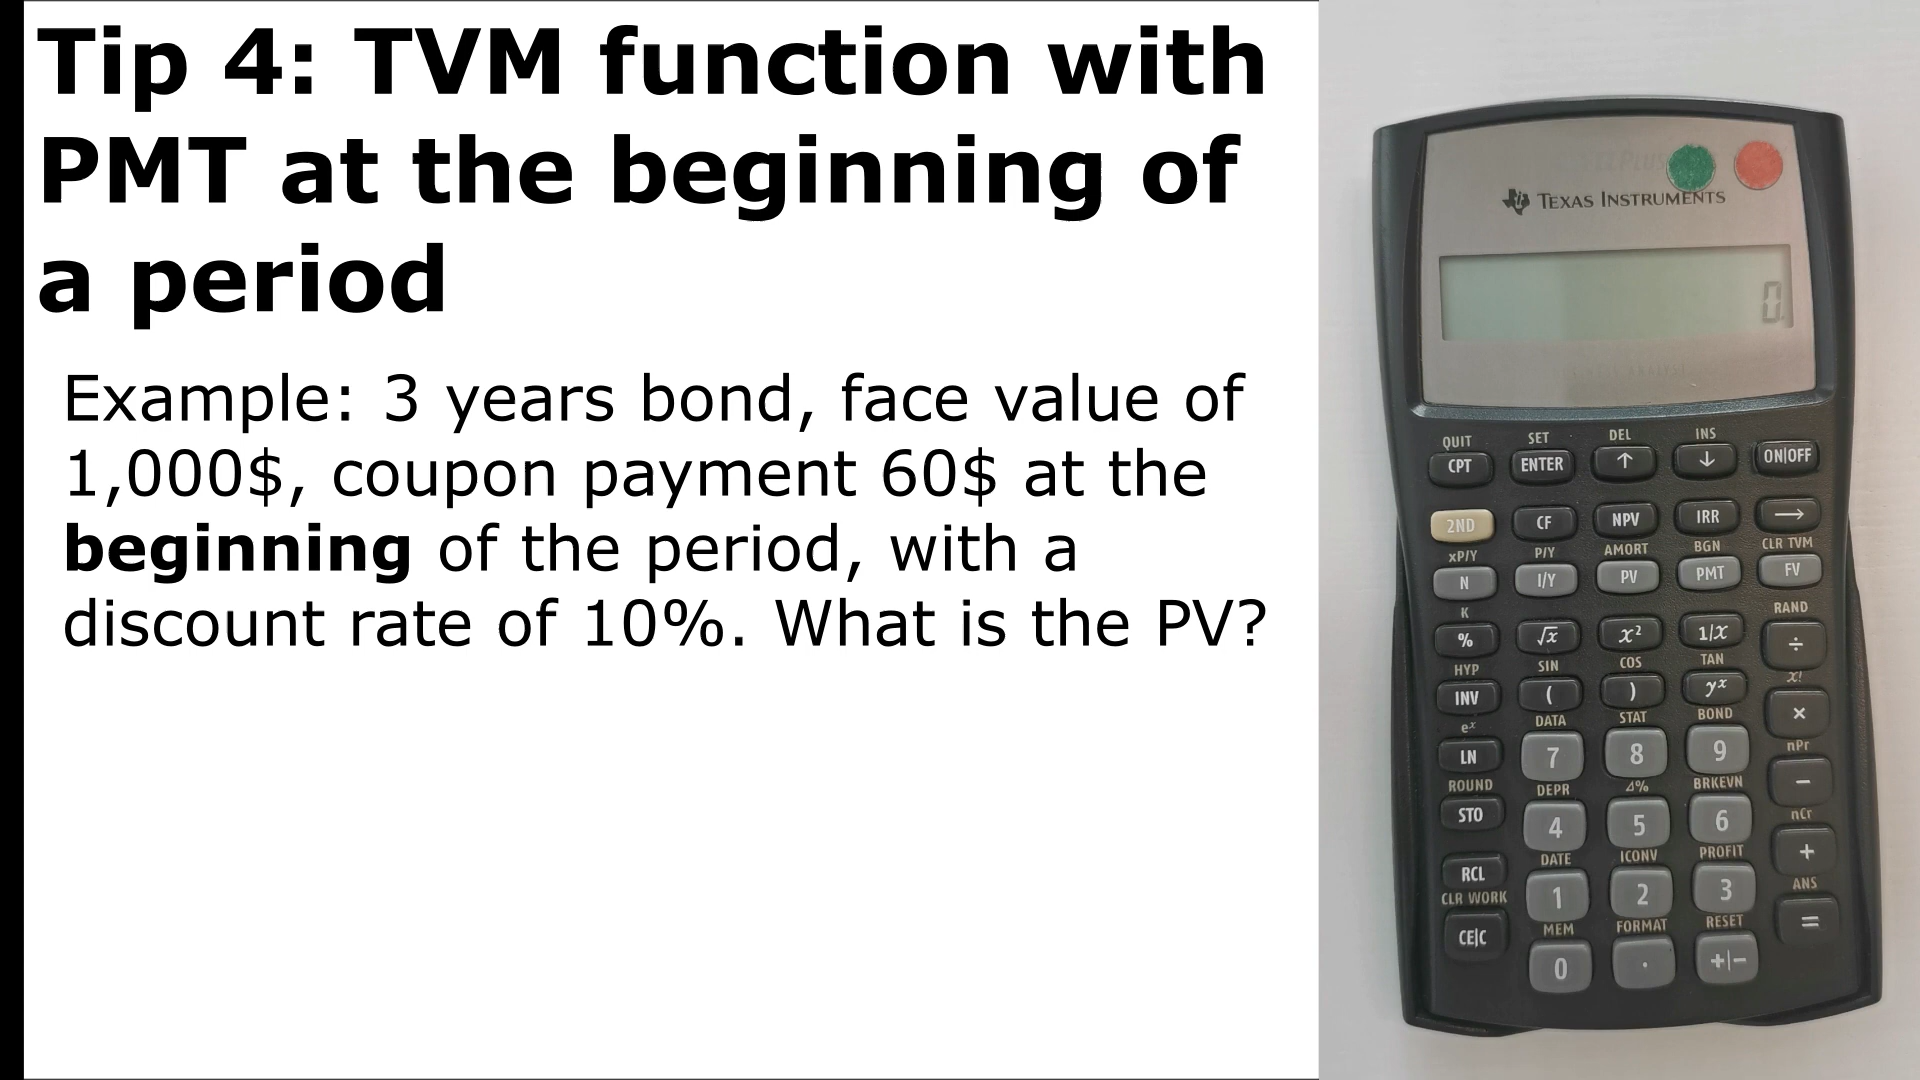 Tip 4: TVM function with
PMT at the beginning of
a period
Example: 3 years bond, face value of
1,000$, coupon payment 60$ at the
beginning of the period, with a
discount rate of 10%. What is the PV?
TEXAS INSTRUMENTS
0.
QUIT SET DEL INS
CPT ENTER ↑ ↓ ON|OFF
2ND CF NPV IRR →
xP/Y P/Y AMORT BGN CLR TVM
N I/Y PV PMT FV
K RAND
% √x x² 1/x ÷
HYP SIN COS TAN x!
INV ( ) yˣ ×
eˣ DATA STAT BOND nPr
LN 7 8 9 −
ROUND DEPR Δ% BRKEVN nCr
STO 4 5 6 +
DATE ICONV PROFIT ANS
RCL 1 2 3 =
CLR WORK MEM FORMAT RESET
CE|C 0 . +|−